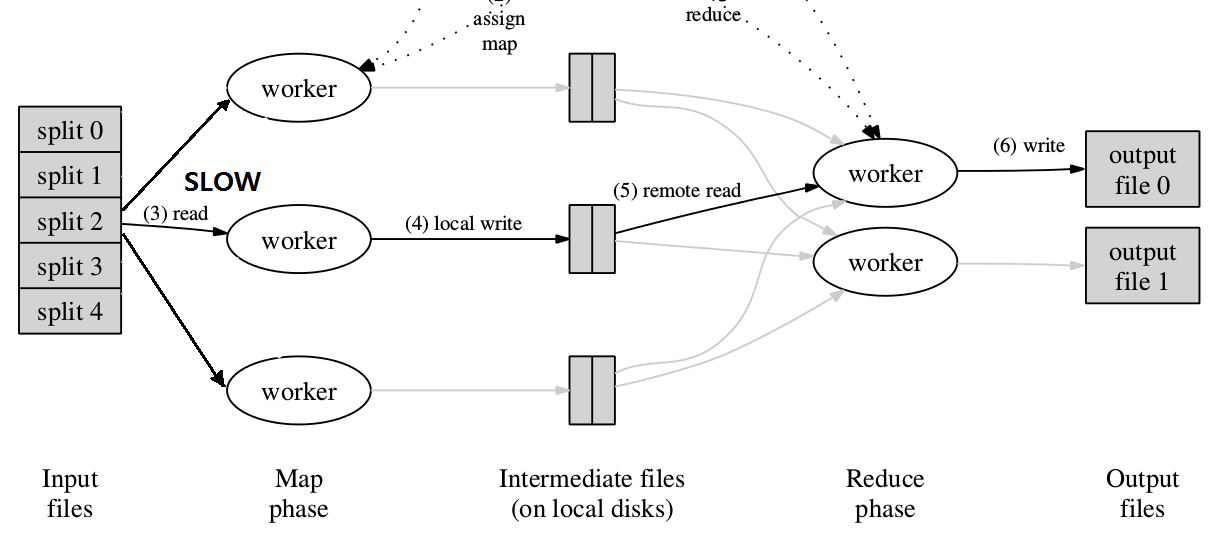 assign
map
reduce
worker
split 0
split 1
split 2
split 3
split 4
SLOW
(3) read
worker
(4) local write
(5) remote read
worker
(6) write
output
file 0
worker
output
file 1
worker
Input
files
Map
phase
Intermediate files
(on local disks)
Reduce
phase
Output
files